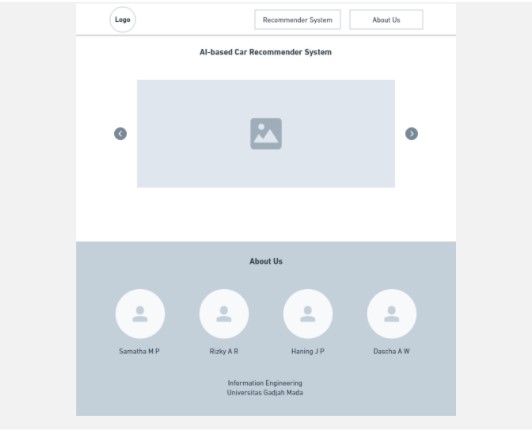 Logo
Recommender System
About Us
AI-based Car Recommender System
About Us
Samatha M P
Rizky A R
Haning J P
Dascha A W
Information Engineering
Universitas Gadjah Mada